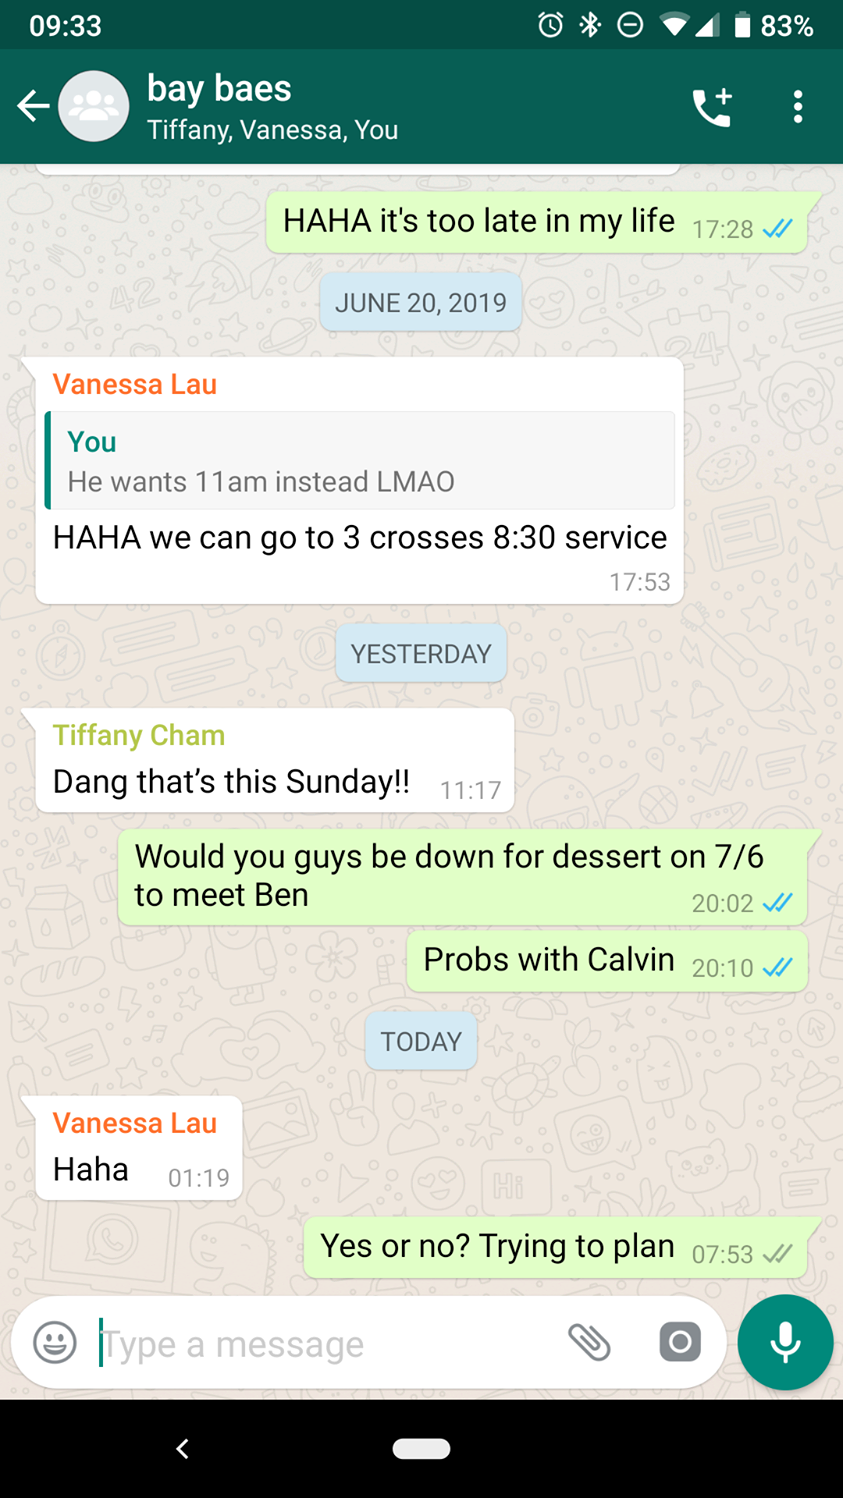 09:33
83%
bay baes
Tiffany, Vanessa, You
HAHA it's too late in my life 17:28
JUNE 20, 2019
Vanessa Lau
You
He wants 11am instead LMAO
HAHA we can go to 3 crosses 8:30 service
17:53
YESTERDAY
Tiffany Cham
Dang that’s this Sunday!! 11:17
Would you guys be down for dessert on 7/6
to meet Ben 20:02
Probs with Calvin 20:10
TODAY
Vanessa Lau
Haha 01:19
Yes or no? Trying to plan 07:53
Type a message